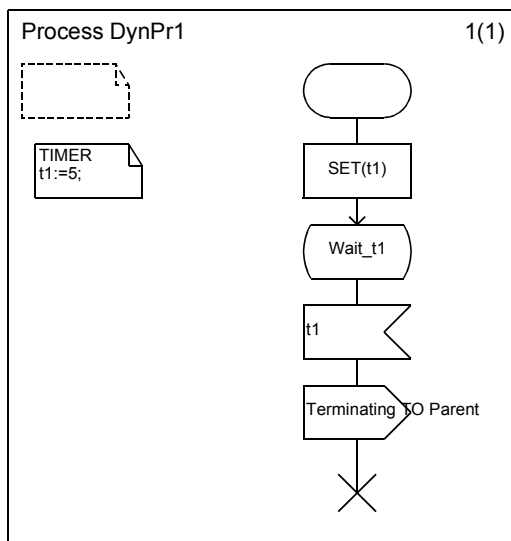 Process DynPr1 1(1)
TIMER
t1:=5;
SET(t1)
Wait_t1
t1
Terminating TO Parent